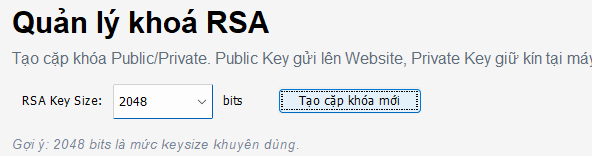 Quản lý khoá RSA
Tạo cặp khóa Public/Private. Public Key gửi lên Website, Private Key giữ kín tại máy
RSA Key Size: 2048 bits Tạo cặp khóa mới
Gợi ý: 2048 bits là mức keysize khuyên dùng.